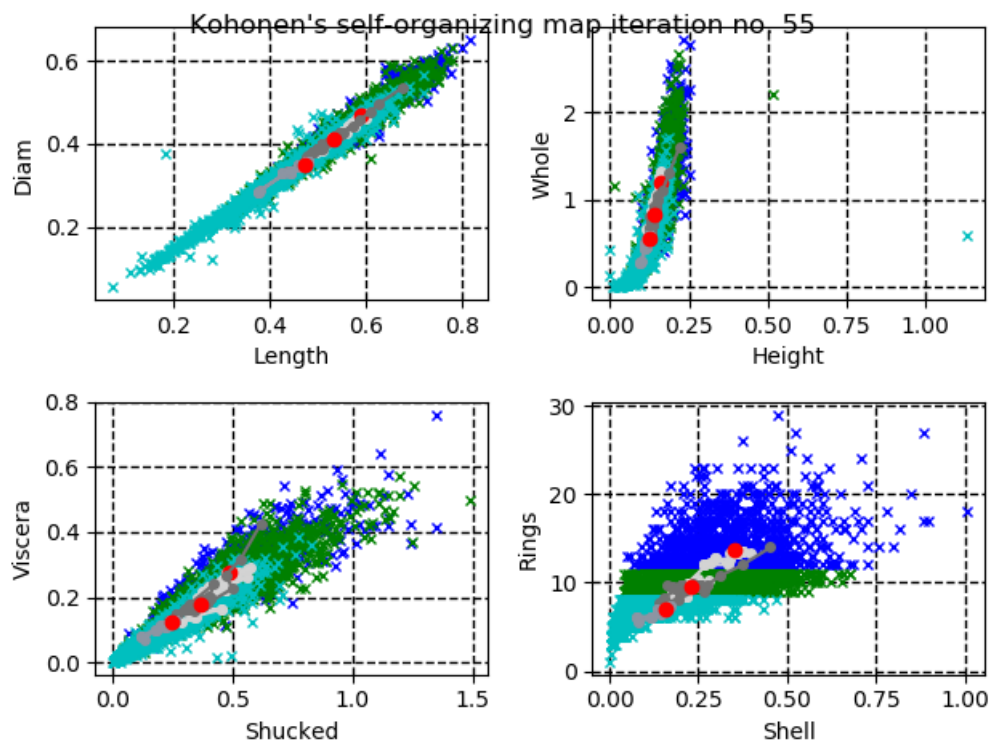 Kohonen's self-organizing map iteration no. 55
0.6
0.4
0.2
Diam
0.2 0.4 0.6 0.8
Length
2
1
0
Whole
0.00 0.25 0.50 0.75 1.00
Height
0.8
0.6
0.4
0.2
0.0
Viscera
0.0 0.5 1.0 1.5
Shucked
30
20
10
0
Rings
0.00 0.25 0.50 0.75 1.00
Shell